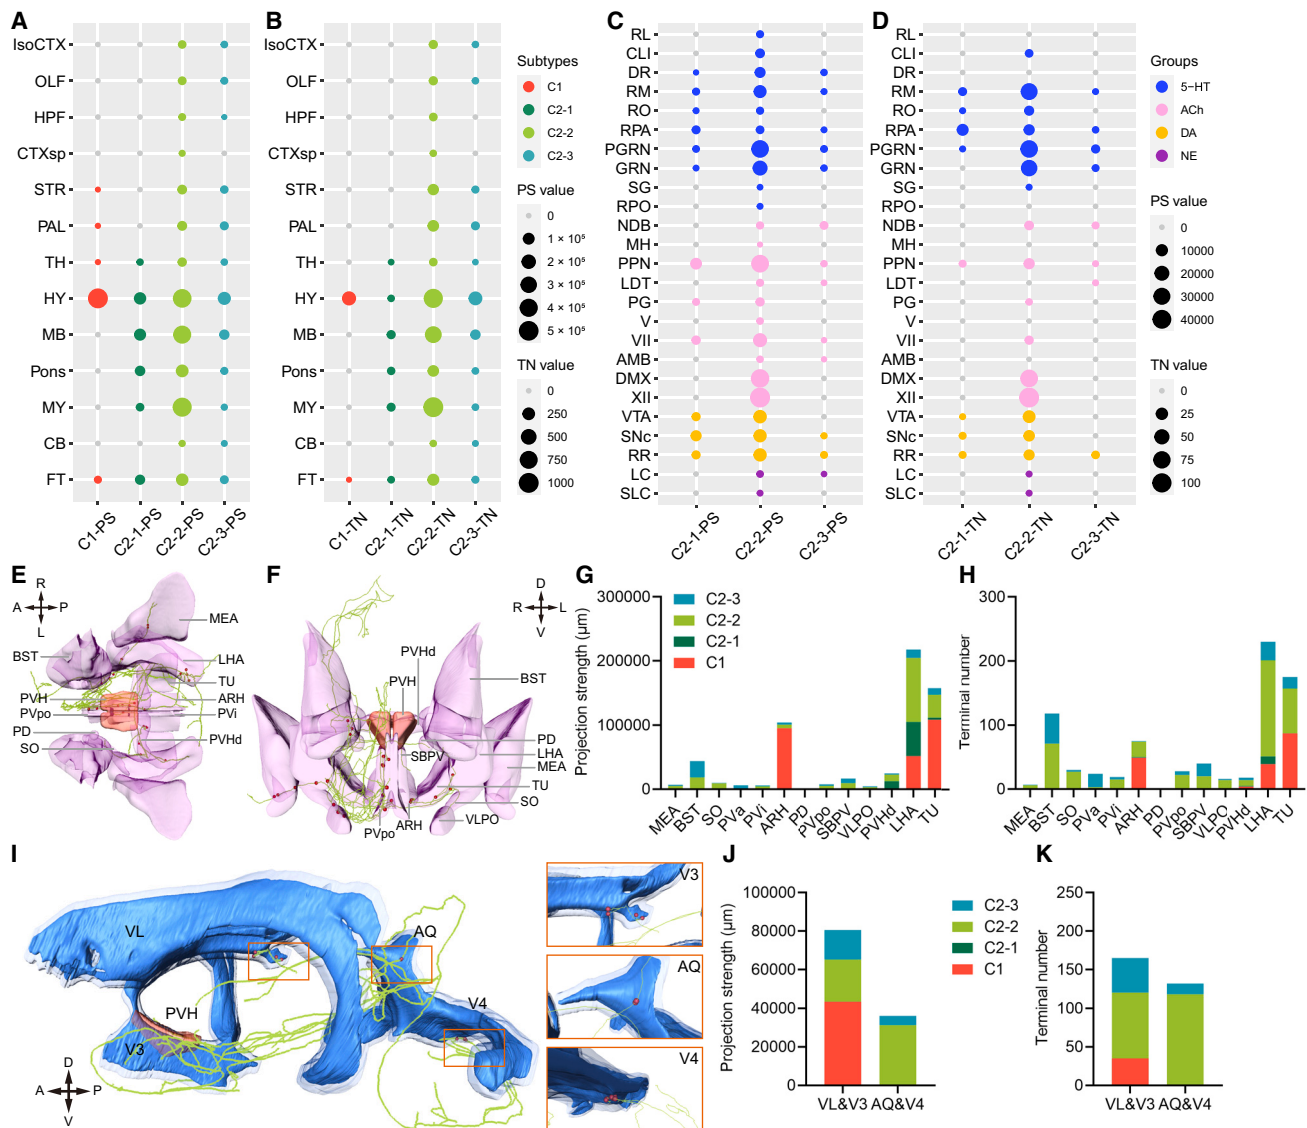 A
IsoCTX
OLF
HPF
CTXsp
STR
PAL
TH
HY
MB
Pons
MY
CB
FT
C1-PS
C2-1-PS
C2-2-PS
C2-3-PS
B
IsoCTX
OLF
HPF
CTXsp
STR
PAL
TH
HY
MB
Pons
MY
CB
FT
C1-TN
C2-1-TN
C2-2-TN
C2-3-TN
Subtypes
C1
C2-1
C2-2
C2-3
PS value
0
1 × 10⁵
2 × 10⁵
3 × 10⁵
4 × 10⁵
5 × 10⁵
TN value
0
250
500
750
1000
C
RL
CLI
DR
RM
RO
RPA
PGRN
GRN
SG
RPO
NDB
MH
PPN
LDT
PG
V
VII
AMB
DMX
XII
VTA
SNc
RR
LC
SLC
C2-1-PS
C2-2-PS
C2-3-PS
D
RL
CLI
DR
RM
RO
RPA
PGRN
GRN
SG
RPO
NDB
MH
PPN
LDT
PG
V
VII
AMB
DMX
XII
VTA
SNc
RR
LC
SLC
C2-1-TN
C2-2-TN
C2-3-TN
Groups
5−HT
ACh
DA
NE
PS value
0
10000
20000
30000
40000
TN value
0
25
50
75
100
E
R
A P
L
MEA
BST
LHA
TU
PVH
ARH
PVpo
PVi
PD
PVHd
SO
F
D
R L
V
PVHd
PVH
BST
PD
SBPV
LHA
MEA
TU
SO
ARH
PVpo
VLPO
G
Projection strength (μm)
300000
200000
100000
0
C2-3
C2-2
C2-1
C1
MEA
BST
SO
PVa
PVi
ARH
PD
PVpo
SBPV
VLPO
PVHd
LHA
TU
H
Terminal number
300
200
100
0
MEA
BST
SO
PVa
PVi
ARH
PD
PVpo
SBPV
VLPC
PVHd
LHA
TU
I
VL
AQ
PVH
V4
V3
D
A P
V
V3
AQ
V4
J
Projection strength (μm)
100000
80000
60000
40000
20000
0
VL&V3 AQ&V4
C2-3
C2-2
C2-1
C1
K
Terminal number
250
200
150
100
50
0
VL&V3 AQ&V4